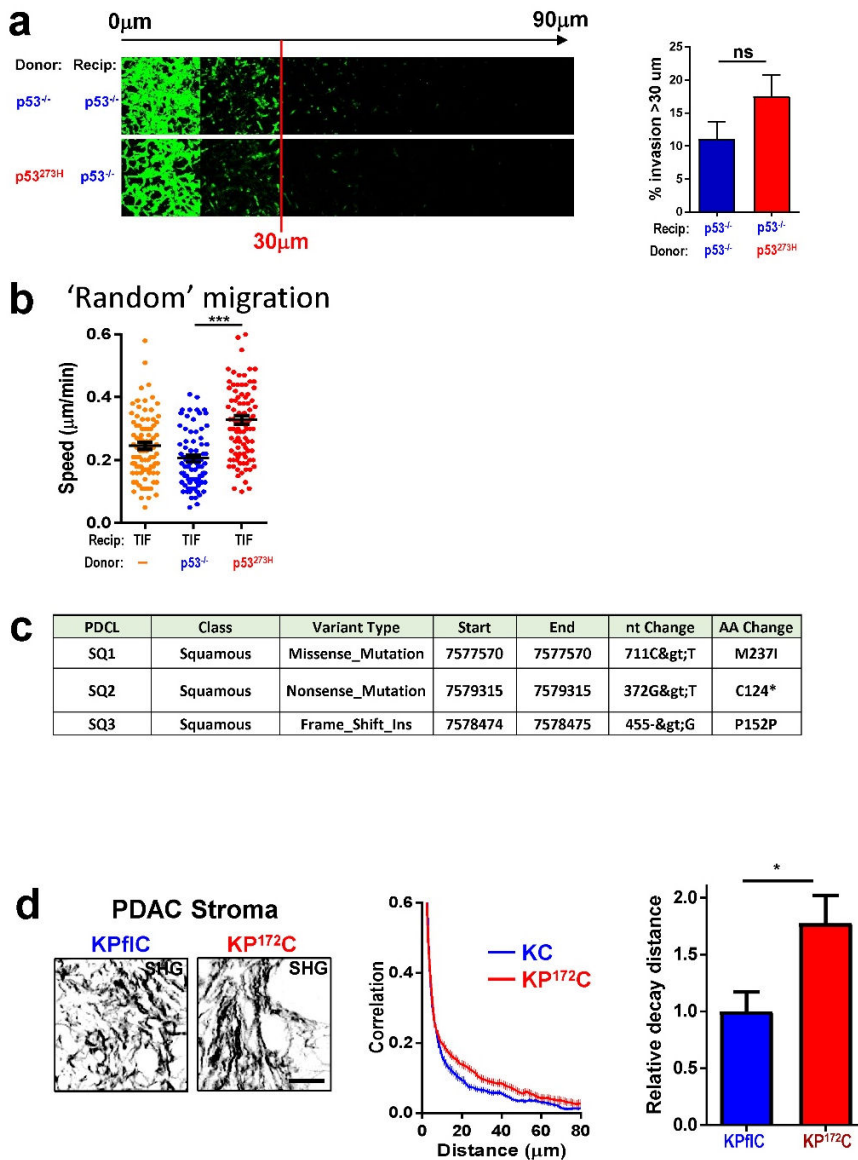 a
0µm 90µm
Donor: Recip:
p53-/- p53-/-
p53273H p53-/-
30µm
ns
% invasion >30 um
25
20
15
10
5
0
Recip: p53-/- p53-/-
Donor: p53-/- p53273H
b
‘Random’ migration
***
Speed (µm/min)
0.6
0.4
0.2
0.0
Recip: TIF TIF TIF
Donor: – p53-/- p53273H
c
PDCL Class Variant Type Start End nt Change AA Change
SQ1 Squamous Missense_Mutation 7577570 7577570 711C&gt;T M237I
SQ2 Squamous Nonsense_Mutation 7579315 7579315 372G&gt;T C124*
SQ3 Squamous Frame_Shift_Ins 7578474 7578475 455-&gt;G P152P
d
PDAC Stroma
KPflC KP172C
SHG SHG
Correlation
0.6
0.4
0.2
0.0
0 20 40 60 80
Distance (µm)
KC
KP172C
*
Relative decay distance
2.0
1.5
1.0
0.5
0.0
KPflC KP172C